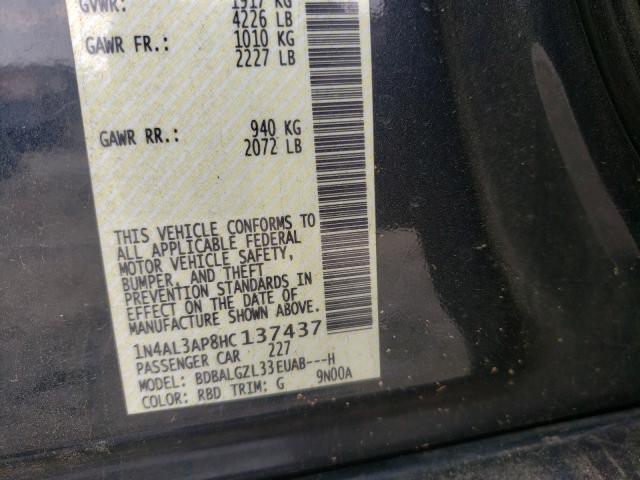 GVWR: 1917 KG
4226 LB
GAWR FR.: 1010 KG
2227 LB
GAWR RR.: 940 KG
2072 LB
THIS VEHICLE CONFORMS TO
ALL APPLICABLE FEDERAL
MOTOR VEHICLE SAFETY,
BUMPER, AND THEFT
PREVENTION STANDARDS IN
EFFECT ON THE DATE OF
MANUFACTURE SHOWN ABOVE.
1N4AL3AP8HC137437
PASSENGER CAR 227
MODEL: BDBALGZL33EUAB---H
COLOR: RBD TRIM: G 9N00A